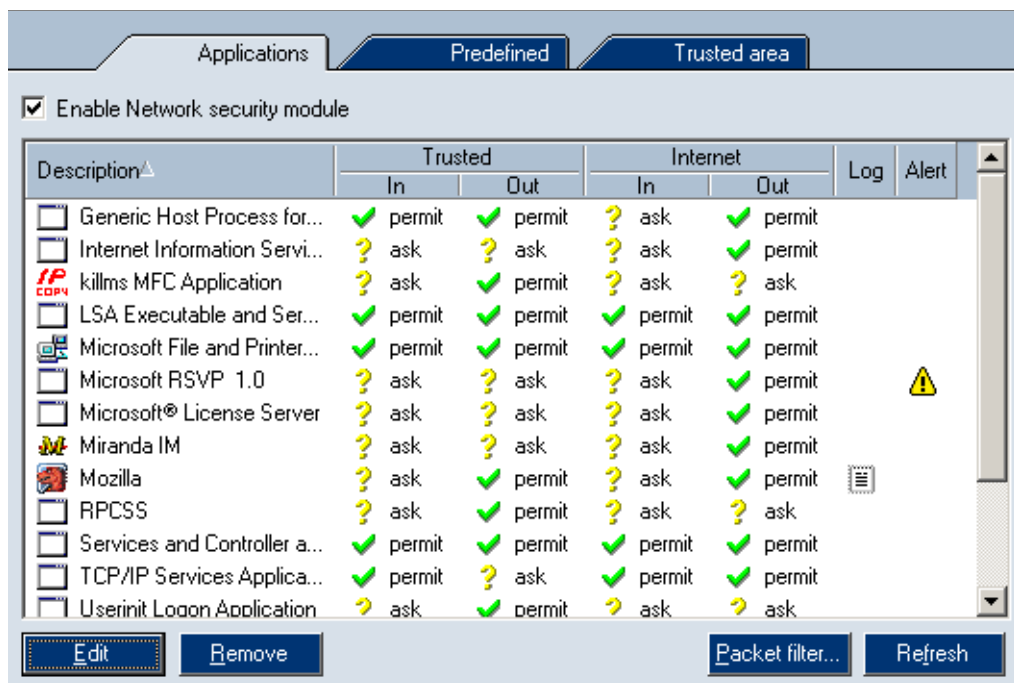 Applications Predefined Trusted area
Enable Network security module
Description Trusted Internet Log Alert
In Out In Out
Generic Host Process for... permit permit ask permit
Internet Information Servi... ask ask ask permit
IP COPY killms MFC Application ask permit ask ask
LSA Executable and Ser... permit permit permit permit
Microsoft File and Printer... permit permit permit permit
Microsoft RSVP 1.0 ask ask ask permit
Microsoft® License Server ask ask ask permit
Miranda IM ask ask ask permit
Mozilla ask permit ask permit
RPCSS ask permit ask ask
Services and Controller a... permit permit permit permit
TCP/IP Services Applica... permit ask permit permit
Userinit Logon Application ask permit ask ask
Edit Remove Packet filter... Refresh